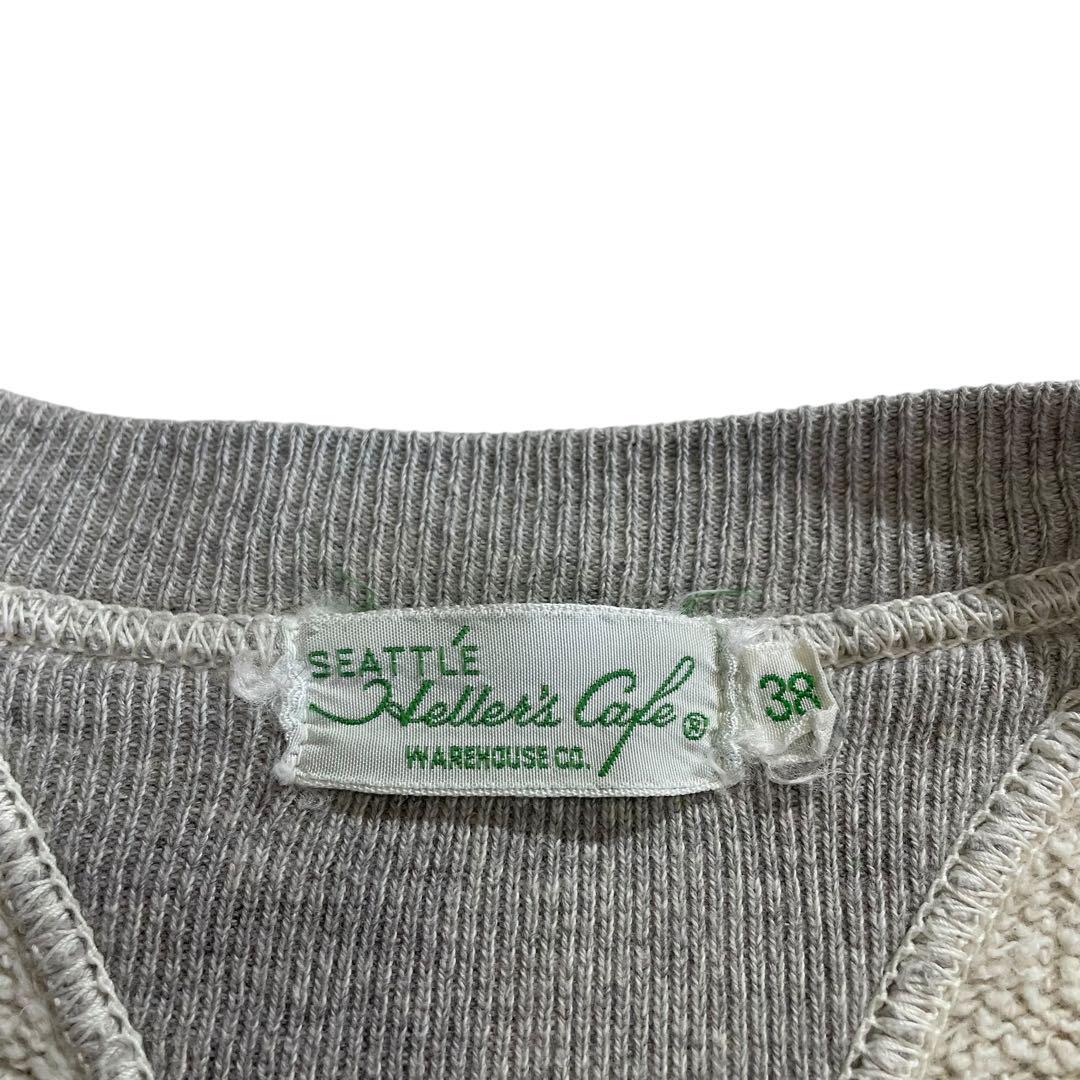 SEATTLE
Heller's Cafe®
WAREHOUSE CO.
38